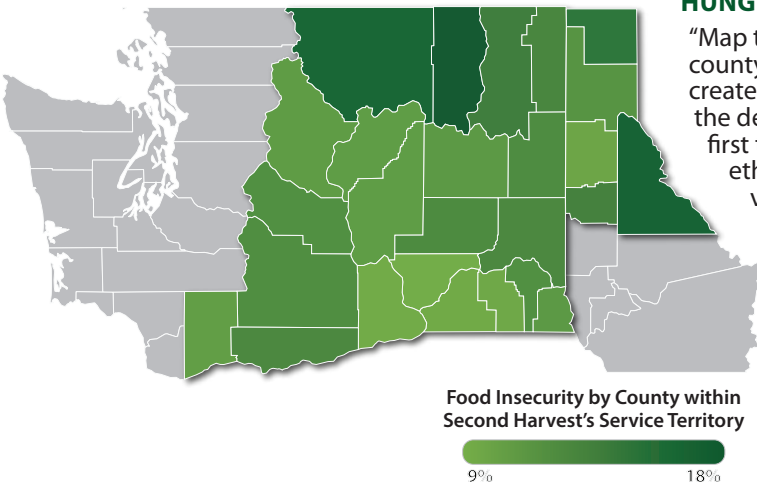 HUNG
“Map t
county
create
the de
first t
eth
v
Food Insecurity by County within
Second Harvest’s Service Territory
9% 18%